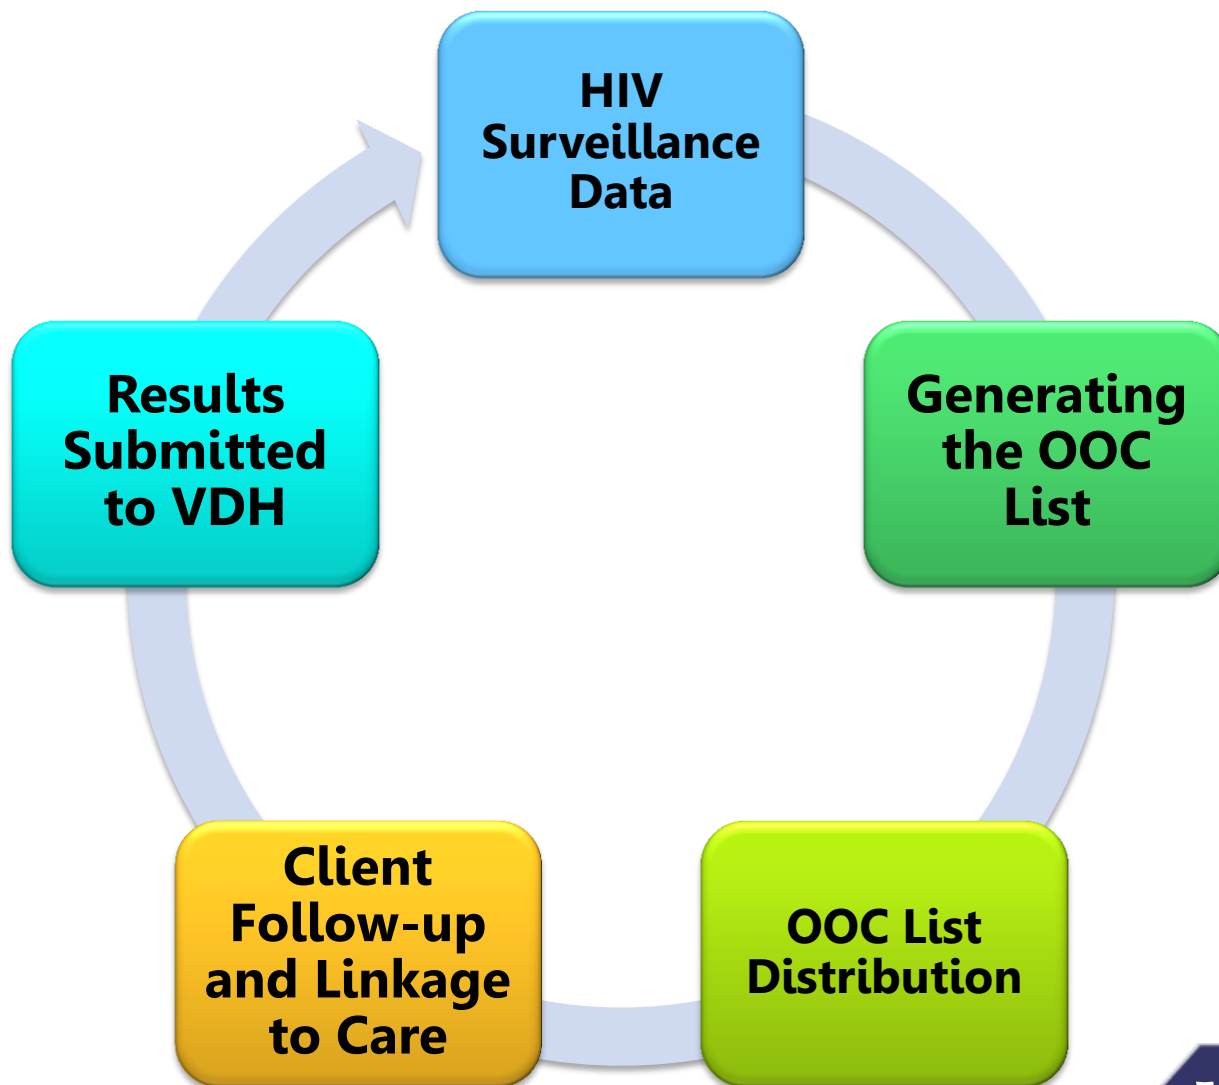 HIV
Surveillance
Data
Generating
the OOC
List
OOC List
Distribution
Client
Follow-up
and Linkage
to Care
Results
Submitted
to VDH